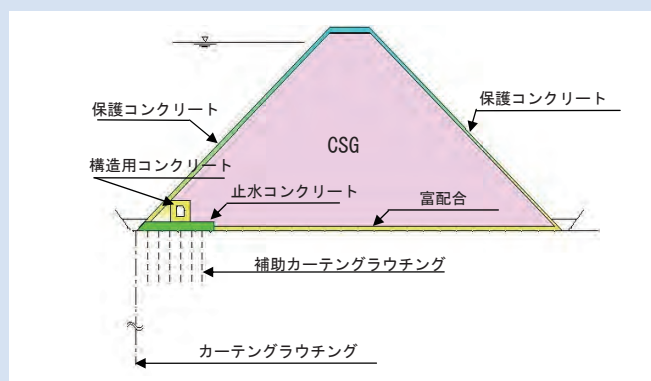 保護コンクリート
保護コンクリート
CSG
構造用コンクリート
止水コンクリート
富配合
補助カーテングラウチング
カーテングラウチング